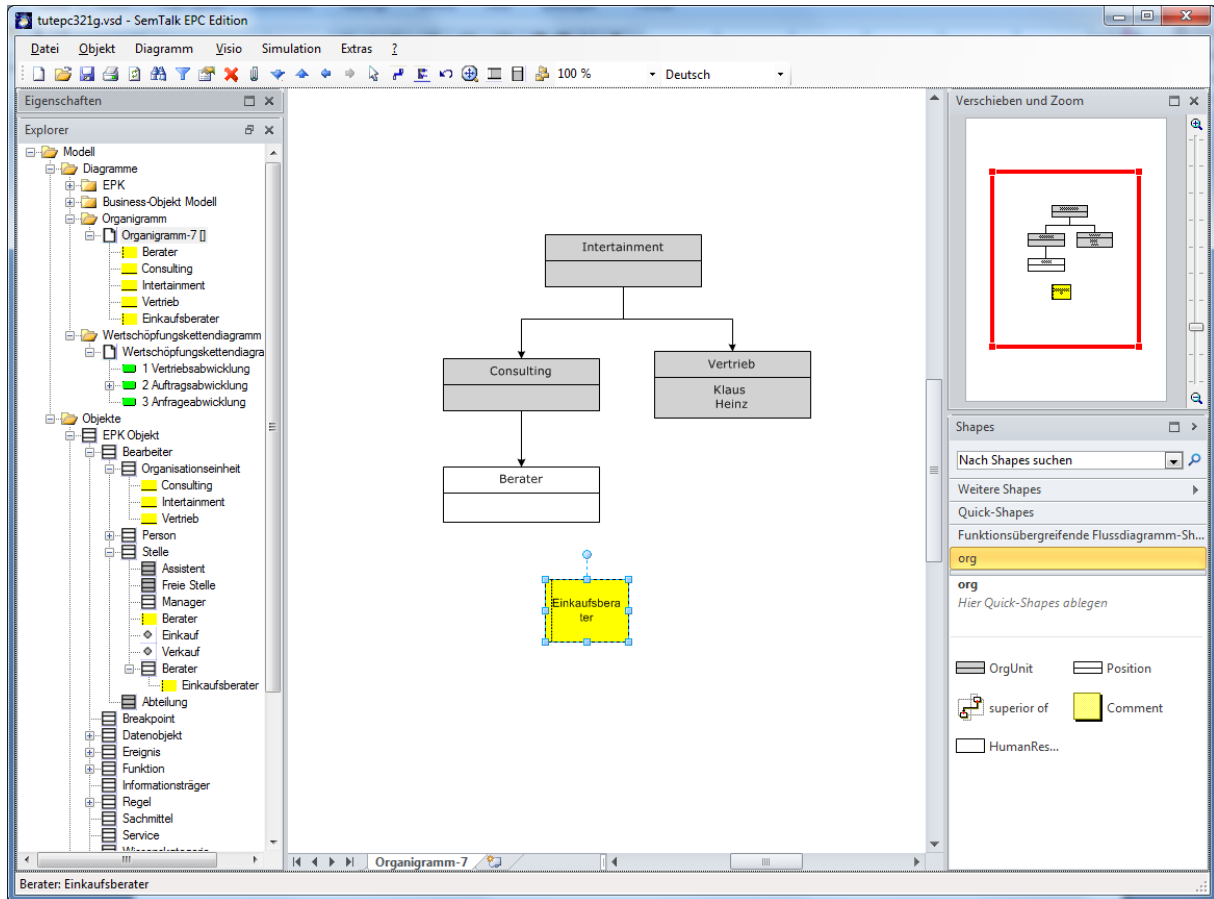 tutepc321g.vsd - SemTalk EPC Edition
Datei Objekt Diagramm Visio Simulation Extras ?
100 % Deutsch
Eigenschaften
Explorer
Modell
Diagramme
EPK
Business-Objekt Modell
Organigramm
Organigramm-7 []
Berater
Consulting
Intertainment
Vertrieb
Einkaufsberater
Wertschöpfungskettendiagramm
Wertschöpfungskettendiagra
1 Vertriebsabwicklung
2 Auftragsabwicklung
3 Anfrageabwicklung
Objekte
EPK Objekt
Bearbeiter
Organisationseinheit
Consulting
Intertainment
Vertrieb
Person
Stelle
Assistent
Freie Stelle
Manager
Berater
Einkauf
Verkauf
Berater
Einkaufsberater
Abteilung
Breakpoint
Datenobjekt
Ereignis
Funktion
Informationsträger
Regel
Sachmittel
Service
Intertainment
Consulting
Vertrieb
Klaus
Heinz
Berater
Einkaufsbera
ter
Organigramm-7
Verschieben und Zoom
Shapes
Nach Shapes suchen
Weitere Shapes
Quick-Shapes
Funktionsübergreifende Flussdiagramm-Sh...
org
org
Hier Quick-Shapes ablegen
OrgUnit Position
superior of Comment
HumanRes...
Berater: Einkaufsberater